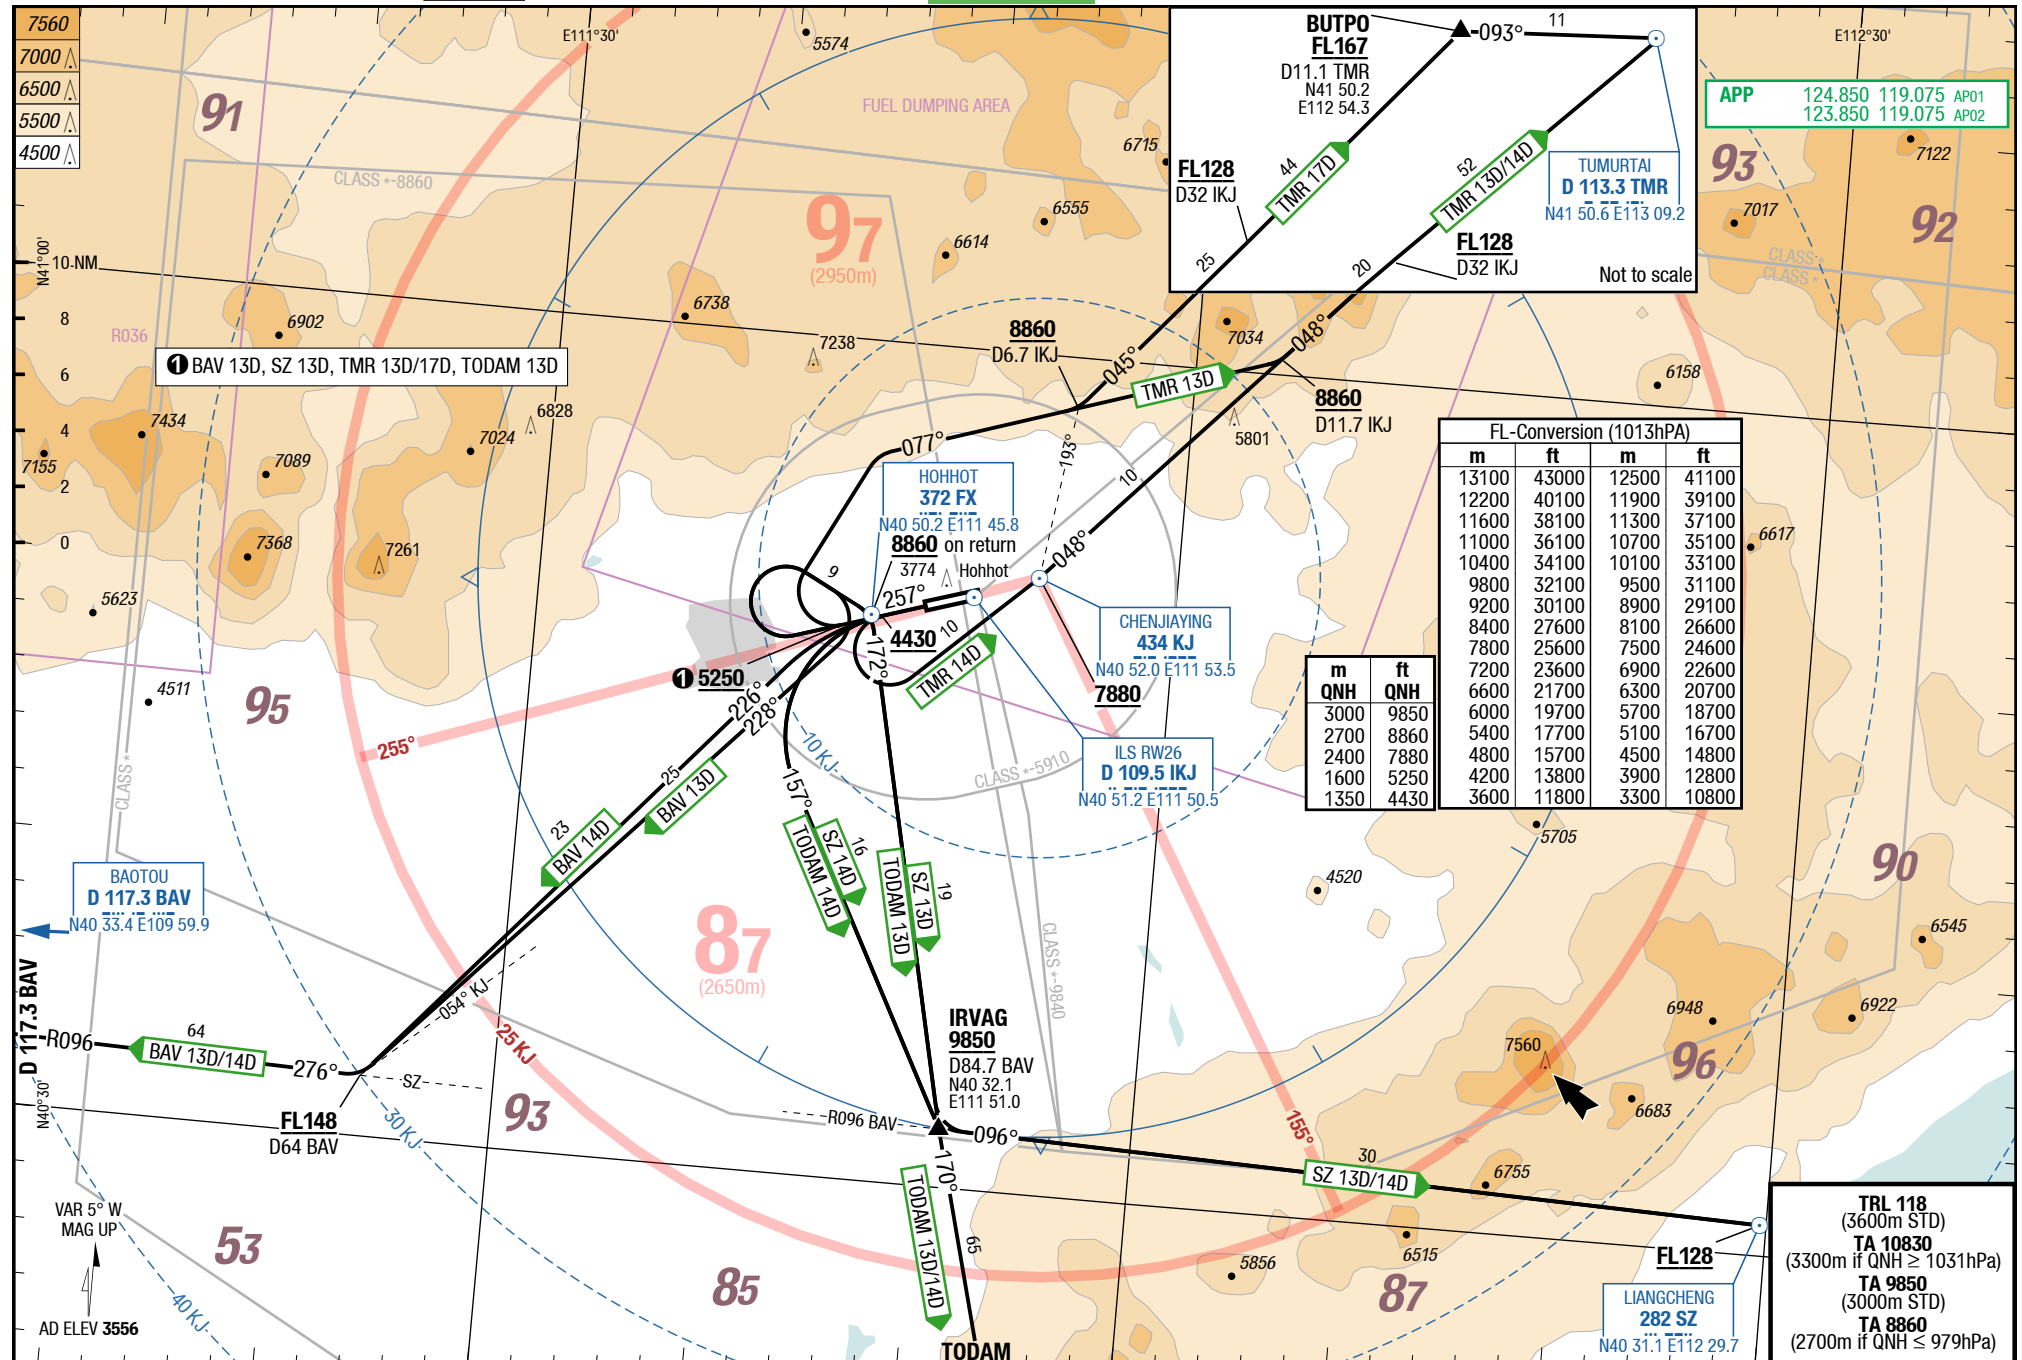 7560
7000
6500
5500
4500
91
E111°30'
5574
FUEL DUMPING AREA
6715
CLASS *-8860
97
(2950m)
6555
6614
BUTPO
FL167
D11.1 TMR
N41 50.2
E112 54.3
093°
11
FL128
D32 IKJ
44
TMR 17D
52
TMR 13D/14D
TUMURTAI
D 113.3 TMR
N41 50.6 E113 09.2
FL128
D32 IKJ
25
20
Not to scale
E112°30'
APP 124.850 119.075 AP01
123.850 119.075 AP02
93
7122
7017
92
CLASS *
CLASS *
N41°00'
10 NM
8
6
4
2
0
R036
6902
6738
7238
❶ BAV 13D, SZ 13D, TMR 13D/17D, TODAM 13D
7434
7155
7089
6828
7024
7368
7261
5623
4511
95
8860
D6.7 IKJ
045°
TMR 13D
7034
048°
8860
D11.7 IKJ
5801
6158
077°
193°
10
HOHHOT
372 FX
N40 50.2 E111 45.8
8860 on return
3774
Hohhot
9
257°
048°
4430
10
172°
TMR 14D
❶ 5250
226°
228°
CHENJIAYING
434 KJ
N40 52.0 E111 53.5
7880
ILS RW26
D 109.5 IKJ
N40 51.2 E111 50.5
CLASS *-5910
10 KJ
255°
FL-Conversion (1013hPA)
m ft m ft
13100 43000 12500 41100
12200 40100 11900 39100
11600 38100 11300 37100
11000 36100 10700 35100
10400 34100 10100 33100
9800 32100 9500 31100
9200 30100 8900 29100
8400 27600 8100 26600
7800 25600 7500 24600
7200 23600 6900 22600
6600 21700 6300 20700
6000 19700 5700 18700
5400 17700 5100 16700
4800 15700 4500 14800
4200 13800 3900 12800
3600 11800 3300 10800
m ft
QNH QNH
3000 9850
2700 8860
2400 7880
1600 5250
1350 4430
6617
5705
4520
90
6545
6922
6948
7560
96
6683
CLASS *
25
BAV 13D
23
BAV 14D
157°
SZ 14D
16
TODAM 14D
SZ 13D
19
TODAM 13D
CLASS *-9840
BAOTOU
D 117.3 BAV
N40 33.4 E109 59.9
D 117.3 BAV
R096
64
BAV 13D/14D
276°
054° KJ
SZ
25 KJ
87
(2650m)
IRVAG
9850
D84.7 BAV
N40 32.1
E111 51.0
R096 BAV
096°
170°
N40°30'
FL148
D64 BAV
30 KJ
93
155°
30
SZ 13D/14D
6755
6515
5856
FL128
LIANGCHENG
282 SZ
N40 31.1 E112 29.7
VAR 5° W
MAG UP
53
85
87
40 KJ
TODAM 13D/14D
65
TODAM
AD ELEV 3556
TRL 118
(3600m STD)
TA 10830
(3300m if QNH ≥ 1031hPa)
TA 9850
(3000m STD)
TA 8860
(2700m if QNH ≤ 979hPa)